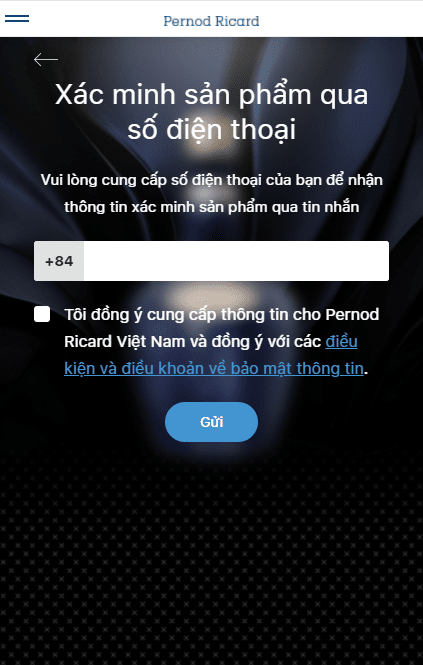 Pernod Ricard
Xác minh sản phẩm qua
số điện thoại
Vui lòng cung cấp số điện thoại của bạn để nhận
thông tin xác minh sản phẩm qua tin nhắn
+84
Tôi đồng ý cung cấp thông tin cho Pernod
Ricard Việt Nam và đồng ý với các điều
kiện và điều khoản về bảo mật thông tin.
Gửi